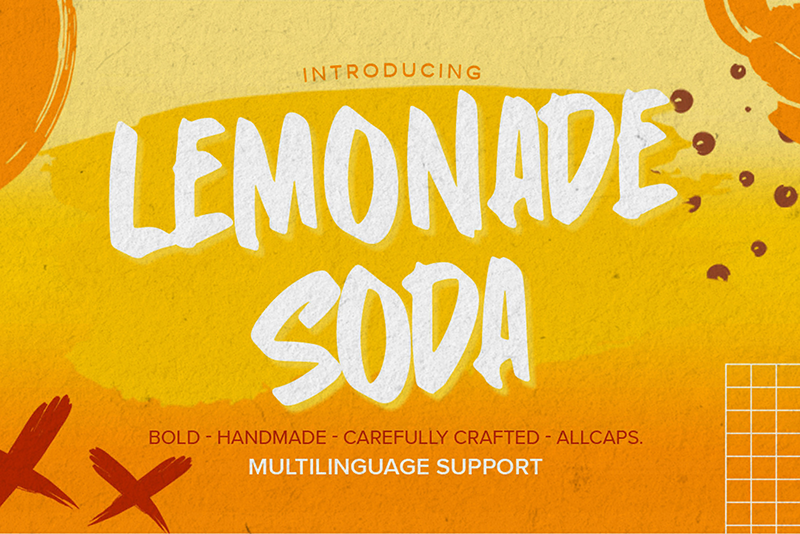 INTRODUCING
LEMONADE
SODA
BOLD - HANDMADE - CAREFULLY CRAFTED - ALLCAPS.
MULTILINGUAGE SUPPORT